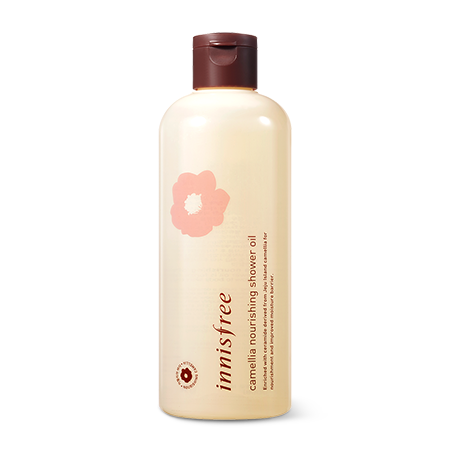 innisfree
camellia nourishing shower oil
Enriched with ceramide derived from Jeju Island camellia for
nourishment and improved moisture barrier.